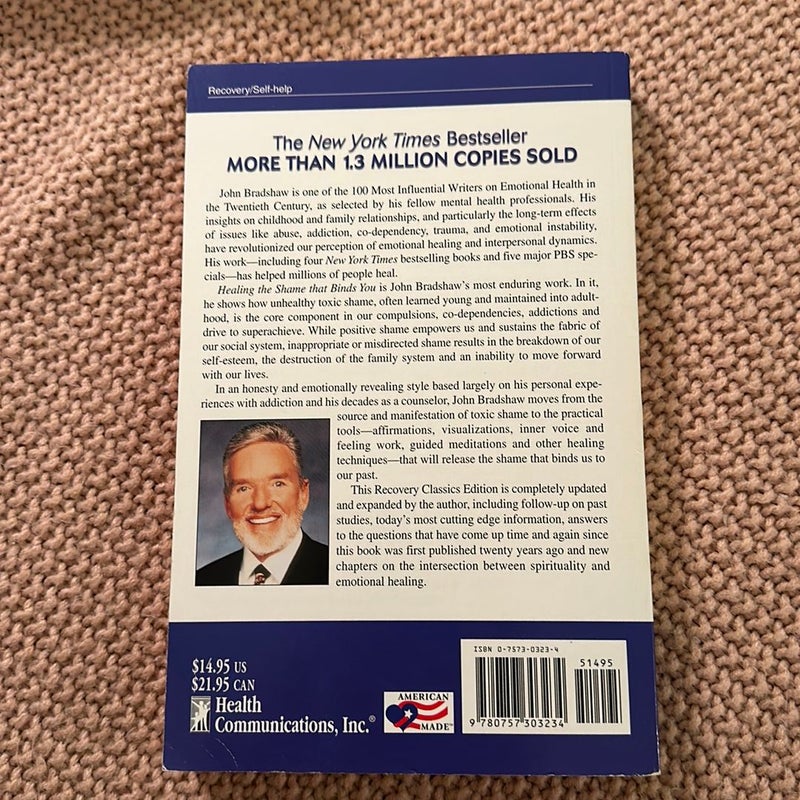 Recovery/Self-help
The New York Times Bestseller
MORE THAN 1.3 MILLION COPIES SOLD
John Bradshaw is one of the 100 Most Influential Writers on Emotional Health in
the Twentieth Century, as selected by his fellow mental health professionals. His
insights on childhood and family relationships, and particularly the long-term effects
of issues like abuse, addiction, co-dependency, trauma, and emotional instability,
have revolutionized our perception of emotional healing and interpersonal dynamics.
His work—including four New York Times bestselling books and five major PBS spe-
cials—has helped millions of people heal.
Healing the Shame that Binds You is John Bradshaw's most enduring work. In it,
he shows how unhealthy toxic shame, often learned young and maintained into adult-
hood, is the core component in our compulsions, co-dependencies, addictions and
drive to superachieve. While positive shame empowers us and sustains the fabric of
our social system, inappropriate or misdirected shame results in the breakdown of our
self-esteem, the destruction of the family system and an inability to move forward
with our lives.
In an honesty and emotionally revealing style based largely on his personal expe-
riences with addiction and his decades as a counselor, John Bradshaw moves from the
source and manifestation of toxic shame to the practical
tools—affirmations, visualizations, inner voice and
feeling work, guided meditations and other healing
techniques—that will release the shame that binds us to
our past.
This Recovery Classics Edition is completely updated
and expanded by the author, including follow-up on past
studies, today's most cutting edge information, answers
to the questions that have come up time and again since
this book was first published twenty years ago and new
chapters on the intersection between spirituality and
emotional healing.
$14.95 US
$21.95 CAN
Health
Communications, Inc.®
AMERICAN
MADE™
ISBN 0-7573-0323-4
51495
9 780757 303234